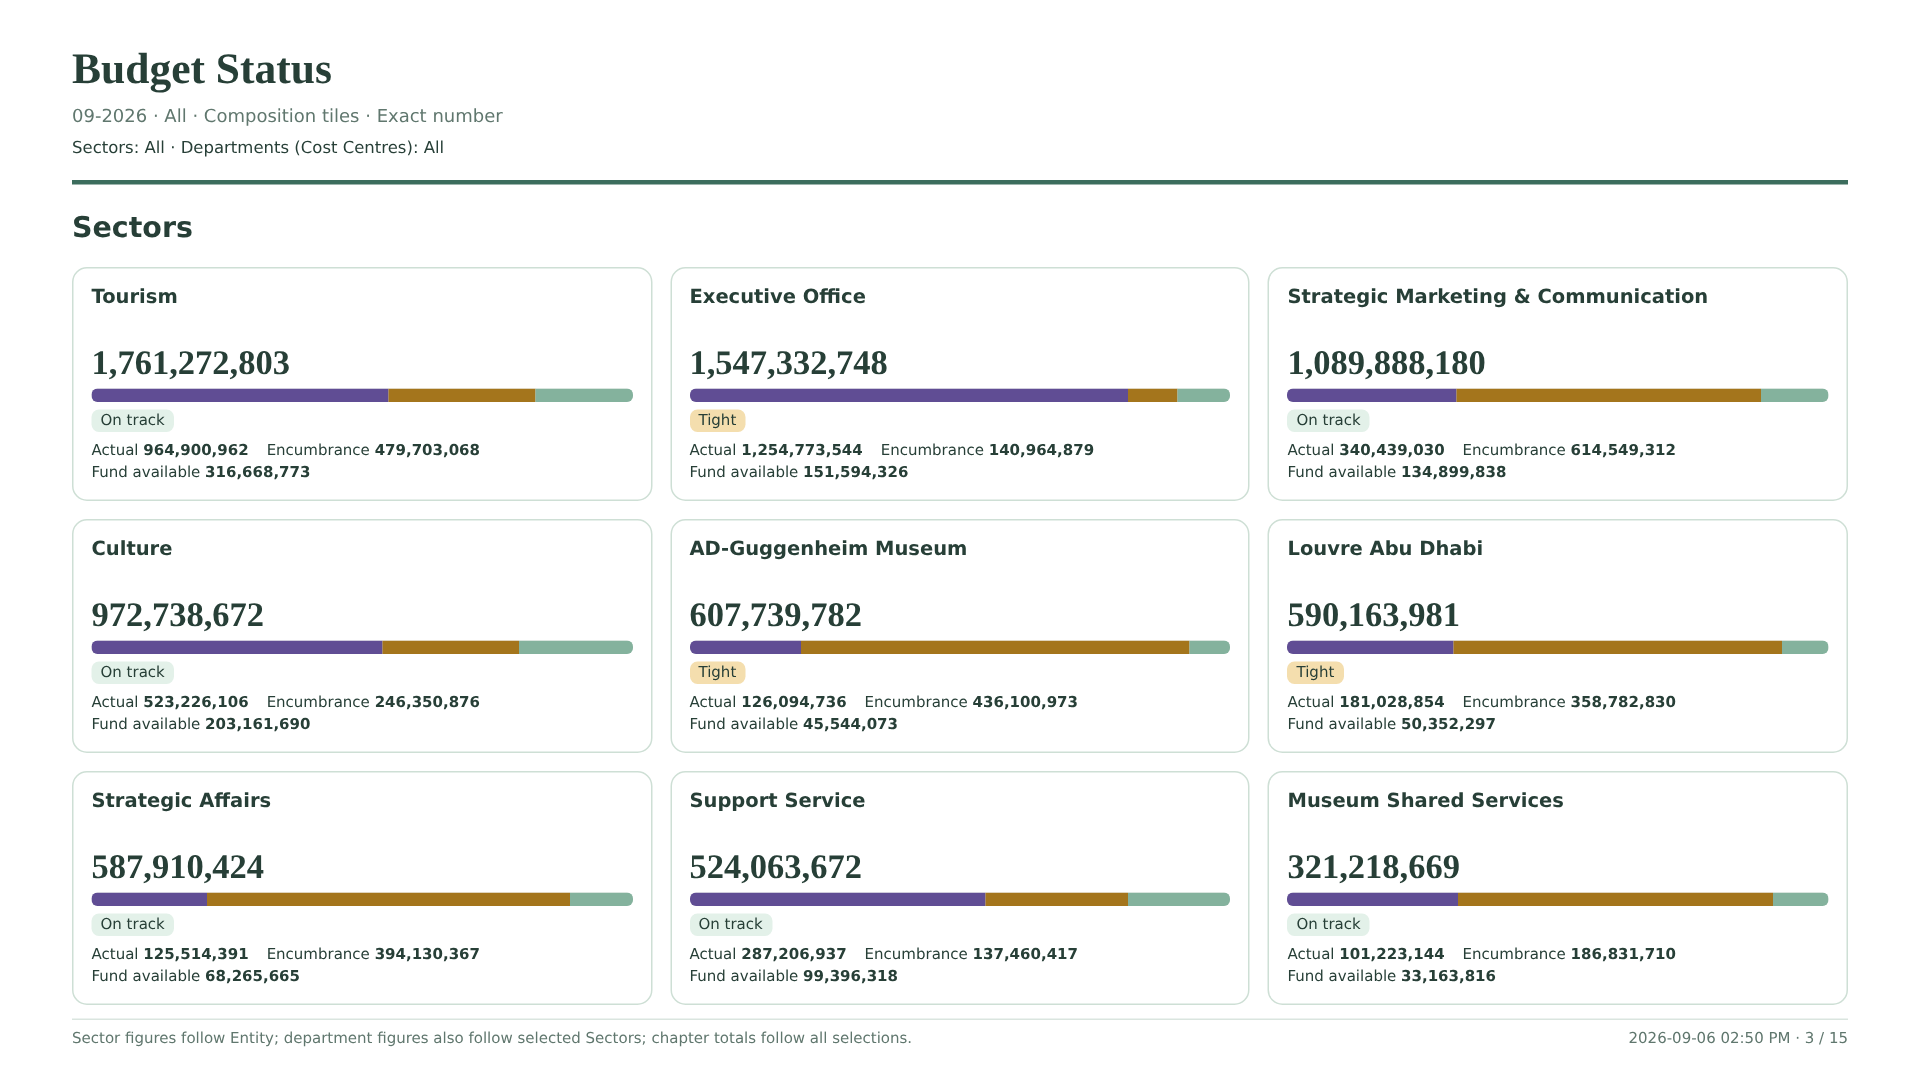 Budget Status
09-2026 · All · Composition tiles · Exact number
Sectors: All · Departments (Cost Centres): All
Sectors
Tourism
1,761,272,803
On track
Actual 964,900,962 Encumbrance 479,703,068
Fund available 316,668,773
Executive Office
1,547,332,748
Tight
Actual 1,254,773,544 Encumbrance 140,964,879
Fund available 151,594,326
Strategic Marketing & Communication
1,089,888,180
On track
Actual 340,439,030 Encumbrance 614,549,312
Fund available 134,899,838
Culture
972,738,672
On track
Actual 523,226,106 Encumbrance 246,350,876
Fund available 203,161,690
AD-Guggenheim Museum
607,739,782
Tight
Actual 126,094,736 Encumbrance 436,100,973
Fund available 45,544,073
Louvre Abu Dhabi
590,163,981
Tight
Actual 181,028,854 Encumbrance 358,782,830
Fund available 50,352,297
Strategic Affairs
587,910,424
On track
Actual 125,514,391 Encumbrance 394,130,367
Fund available 68,265,665
Support Service
524,063,672
On track
Actual 287,206,937 Encumbrance 137,460,417
Fund available 99,396,318
Museum Shared Services
321,218,669
On track
Actual 101,223,144 Encumbrance 186,831,710
Fund available 33,163,816
Sector figures follow Entity; department figures also follow selected Sectors; chapter totals follow all selections.
2026-09-06 02:50 PM · 3 / 15